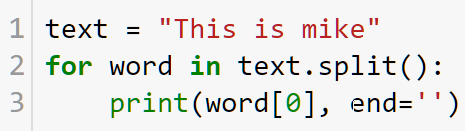 1 text = "This is mike"
2 for word in text.split():
3     print(word[0], end='')